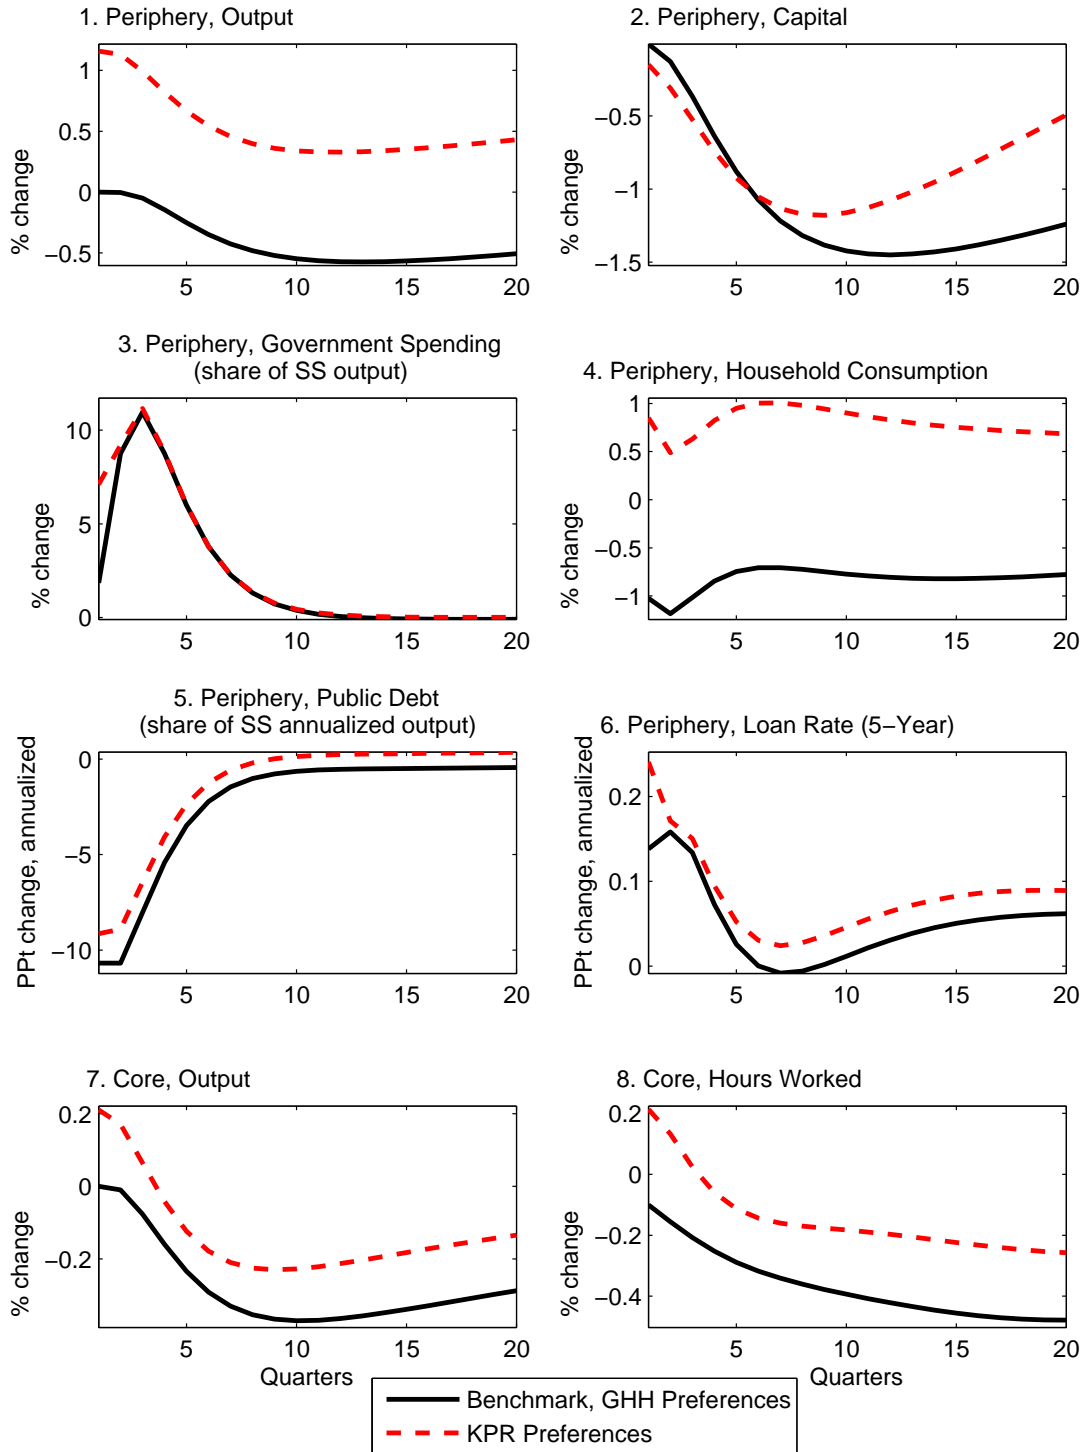 1. Periphery, Output
1
0.5
0
−0.5
% change
5
10
15
20
2. Periphery, Capital
−0.5
−1
−1.5
% change
5
10
15
20
3. Periphery, Government Spending
(share of SS output)
10
5
0
% change
5
10
15
20
4. Periphery, Household Consumption
1
0.5
0
−0.5
−1
% change
5
10
15
20
5. Periphery, Public Debt
(share of SS annualized output)
0
−5
−10
PPt change, annualized
5
10
15
20
6. Periphery, Loan Rate (5−Year)
0.2
0.1
0
PPt change, annualized
5
10
15
20
7. Core, Output
0.2
0
−0.2
% change
5
10
15
20
Quarters
8. Core, Hours Worked
0.2
0
−0.2
−0.4
% change
5
10
15
20
Quarters
Benchmark, GHH Preferences
KPR Preferences